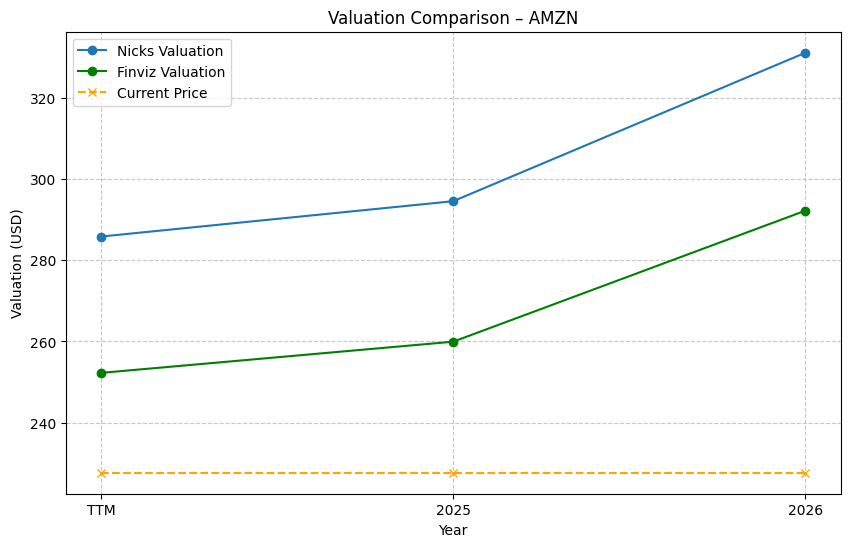 Valuation Comparison – AMZN
Nicks Valuation
Finviz Valuation
Current Price
Valuation (USD)
320
300
280
260
240
TTM
2025
2026
Year